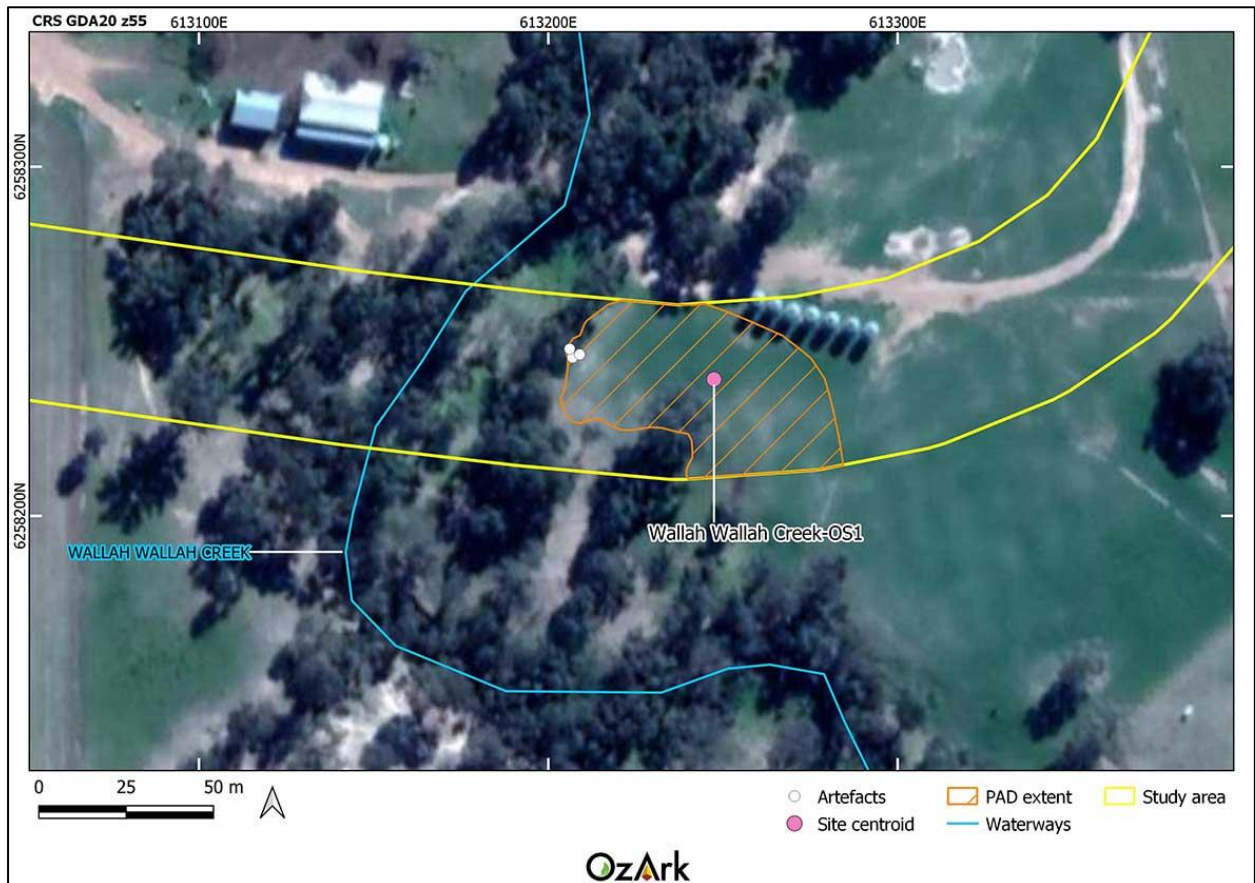 CRS GDA20 z55
613100E
613200E
613300E
6258300N
6258200N
WALLAH WALLAH CREEK
Wallah Wallah Creek-OS1
0 25 50 m
Artefacts
PAD extent
Study area
Site centroid
Waterways
OzArk